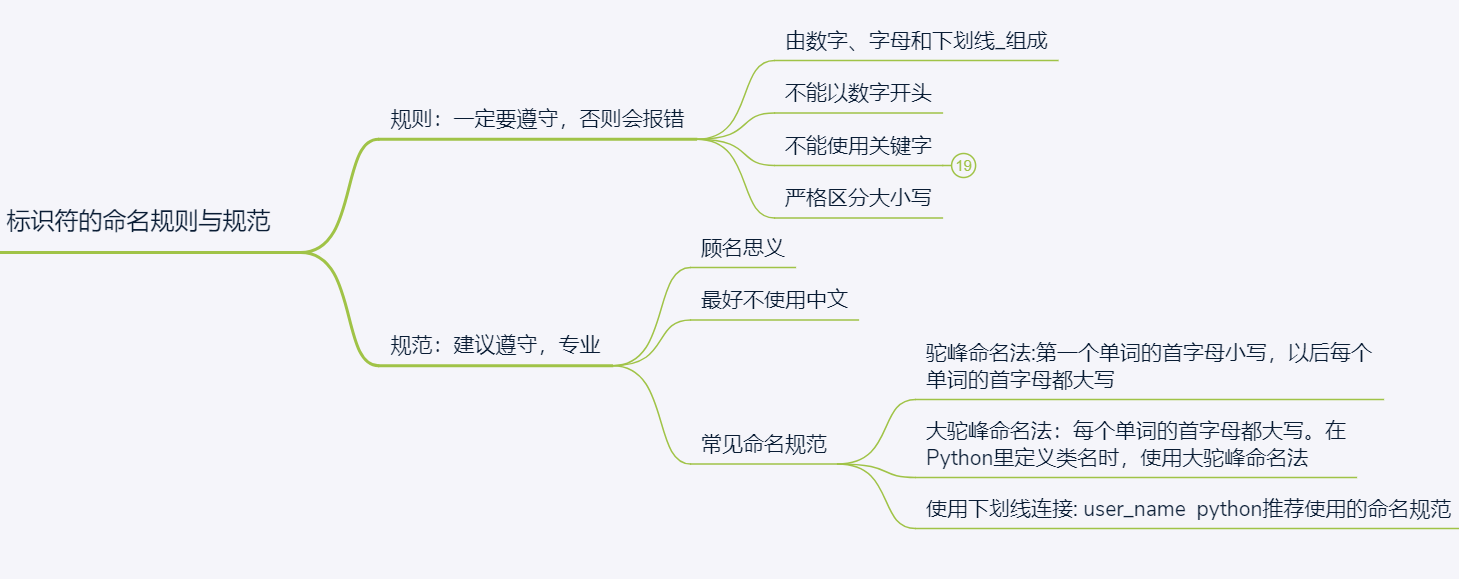 标识符的命名规则与规范
规则：一定要遵守，否则会报错
由数字、字母和下划线_组成
不能以数字开头
不能使用关键字
19
严格区分大小写
规范：建议遵守，专业
顾名思义
最好不使用中文
常见命名规范
驼峰命名法:第一个单词的首字母小写，以后每个
单词的首字母都大写
大驼峰命名法：每个单词的首字母都大写。在
Python里定义类名时，使用大驼峰命名法
使用下划线连接: user_name  python推荐使用的命名规范